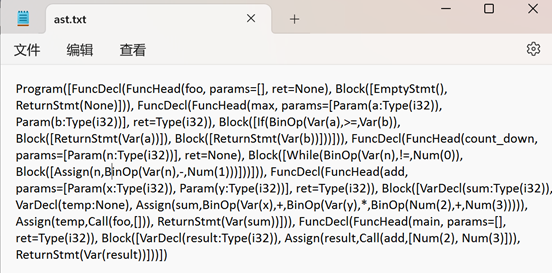 ast.txt
文件 编辑 查看
Program([FuncDecl(FuncHead(foo, params=[], ret=None), Block([EmptyStmt(),
ReturnStmt(None)])), FuncDecl(FuncHead(max, params=[Param(a:Type(i32)),
Param(b:Type(i32))], ret=Type(i32)), Block([If(BinOp(Var(a),>=,Var(b)),
Block([ReturnStmt(Var(a))]), Block([ReturnStmt(Var(b))]))])), FuncDecl(FuncHead(count_down,
params=[Param(n:Type(i32))], ret=None), Block([While(BinOp(Var(n),!=,Num(0)),
Block([Assign(n,BinOp(Var(n),-,Num(1)))]))])), FuncDecl(FuncHead(add,
params=[Param(x:Type(i32)), Param(y:Type(i32))], ret=Type(i32)), Block([VarDecl(sum:Type(i32)),
VarDecl(temp:None), Assign(sum,BinOp(Var(x),+,BinOp(Var(y),*,BinOp(Num(2),+,Num(3))))),
Assign(temp,Call(foo,[])), ReturnStmt(Var(sum))])), FuncDecl(FuncHead(main, params=[],
ret=Type(i32)), Block([VarDecl(result:Type(i32)), Assign(result,Call(add,[Num(2), Num(3)])),
ReturnStmt(Var(result))]))])